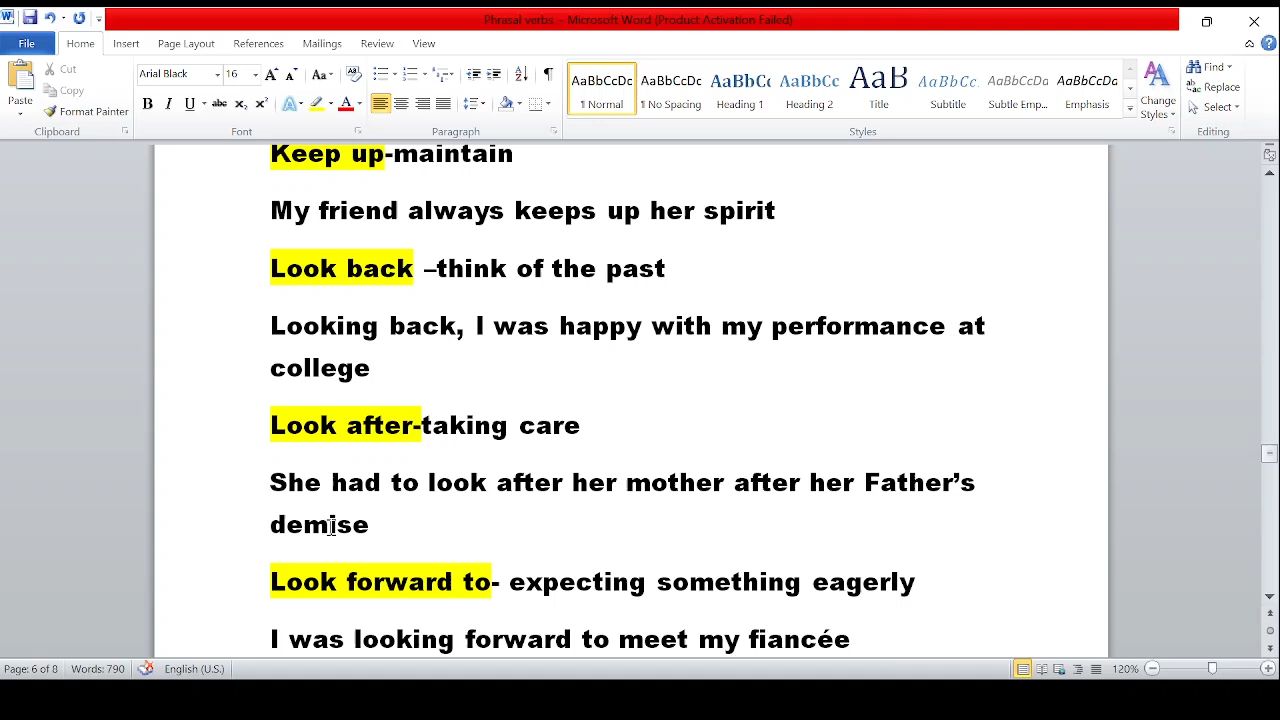 Phrasal verbs. - Microsoft Word (Product Activation Failed)
File Home Insert Page Layout References Mailings Review View
Paste
Cut
Copy
Format Painter
Clipboard
Arial Black 16
Font
Paragraph
AaBbCcDc AaBbCcDc AaBbCc AaBbCc AaB AaBbCc. AaBbCcDc AaBbCcDc
¶ Normal ¶ No Spacing Heading 1 Heading 2 Title Subtitle Subtle Em... Emphasis
Styles
Change
Styles
Find
Replace
Select
Editing
Keep up-maintain
My friend always keeps up her spirit
Look back –think of the past
Looking back, I was happy with my performance at
college
Look after-taking care
She had to look after her mother after her Father’s
demise
Look forward to- expecting something eagerly
I was looking forward to meet my fiancée
Page: 6 of 8 Words: 790 English (U.S.) 120%